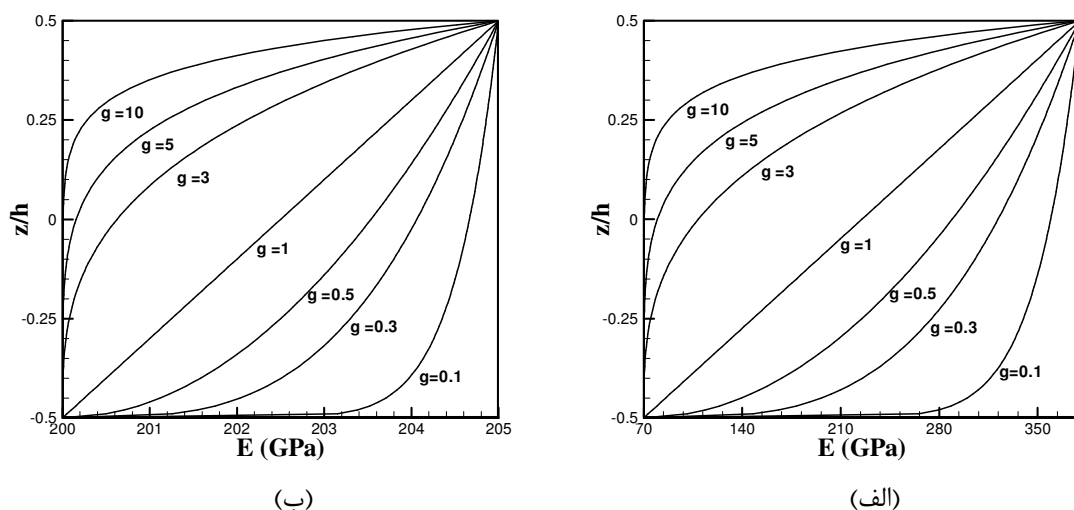 0.5
g =10
0.25
g =5
g =3
z/h
0
g =1
g =0.5
-0.25
g =0.3
g=0.1
-0.5
200 201 202 203 204 205
E (GPa)
(ب)
0.5
g =10
0.25
g =5
g =3
z/h
0
g =1
g =0.5
-0.25
g =0.3
g=0.1
-0.5
70 140 210 280 350
E (GPa)
(الف)